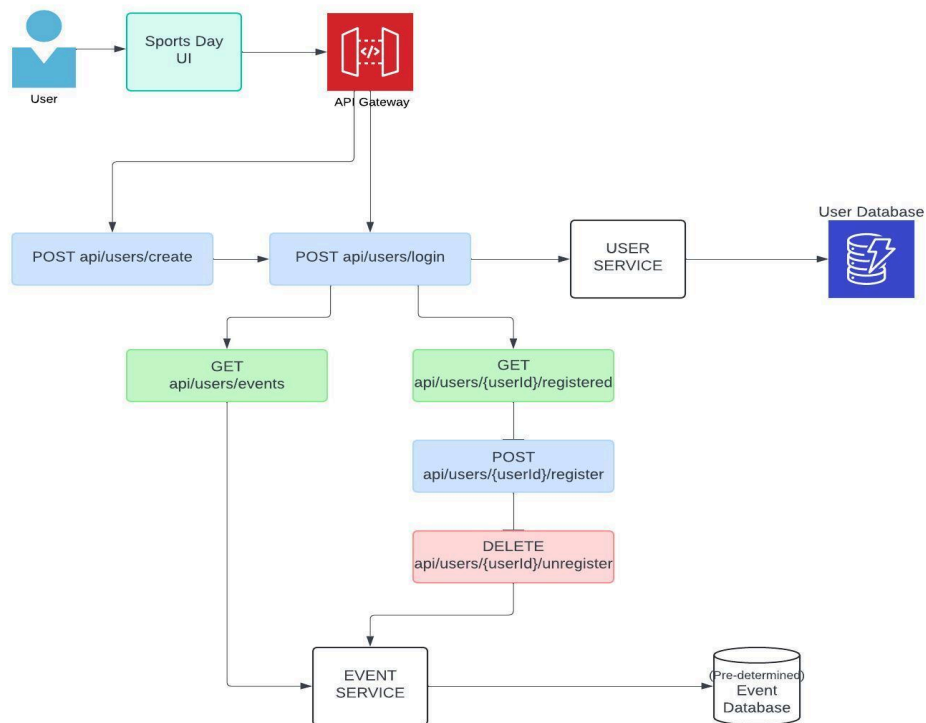 Sports Day
UI
User
API Gateway
User Database
POST api/users/create
POST api/users/login
USER
SERVICE
GET
api/users/events
GET
api/users/{userId}/registered
POST
api/users/{userId}/register
DELETE
api/users/{userId}/unregister
EVENT
SERVICE
(Pre-determined)
Event
Database